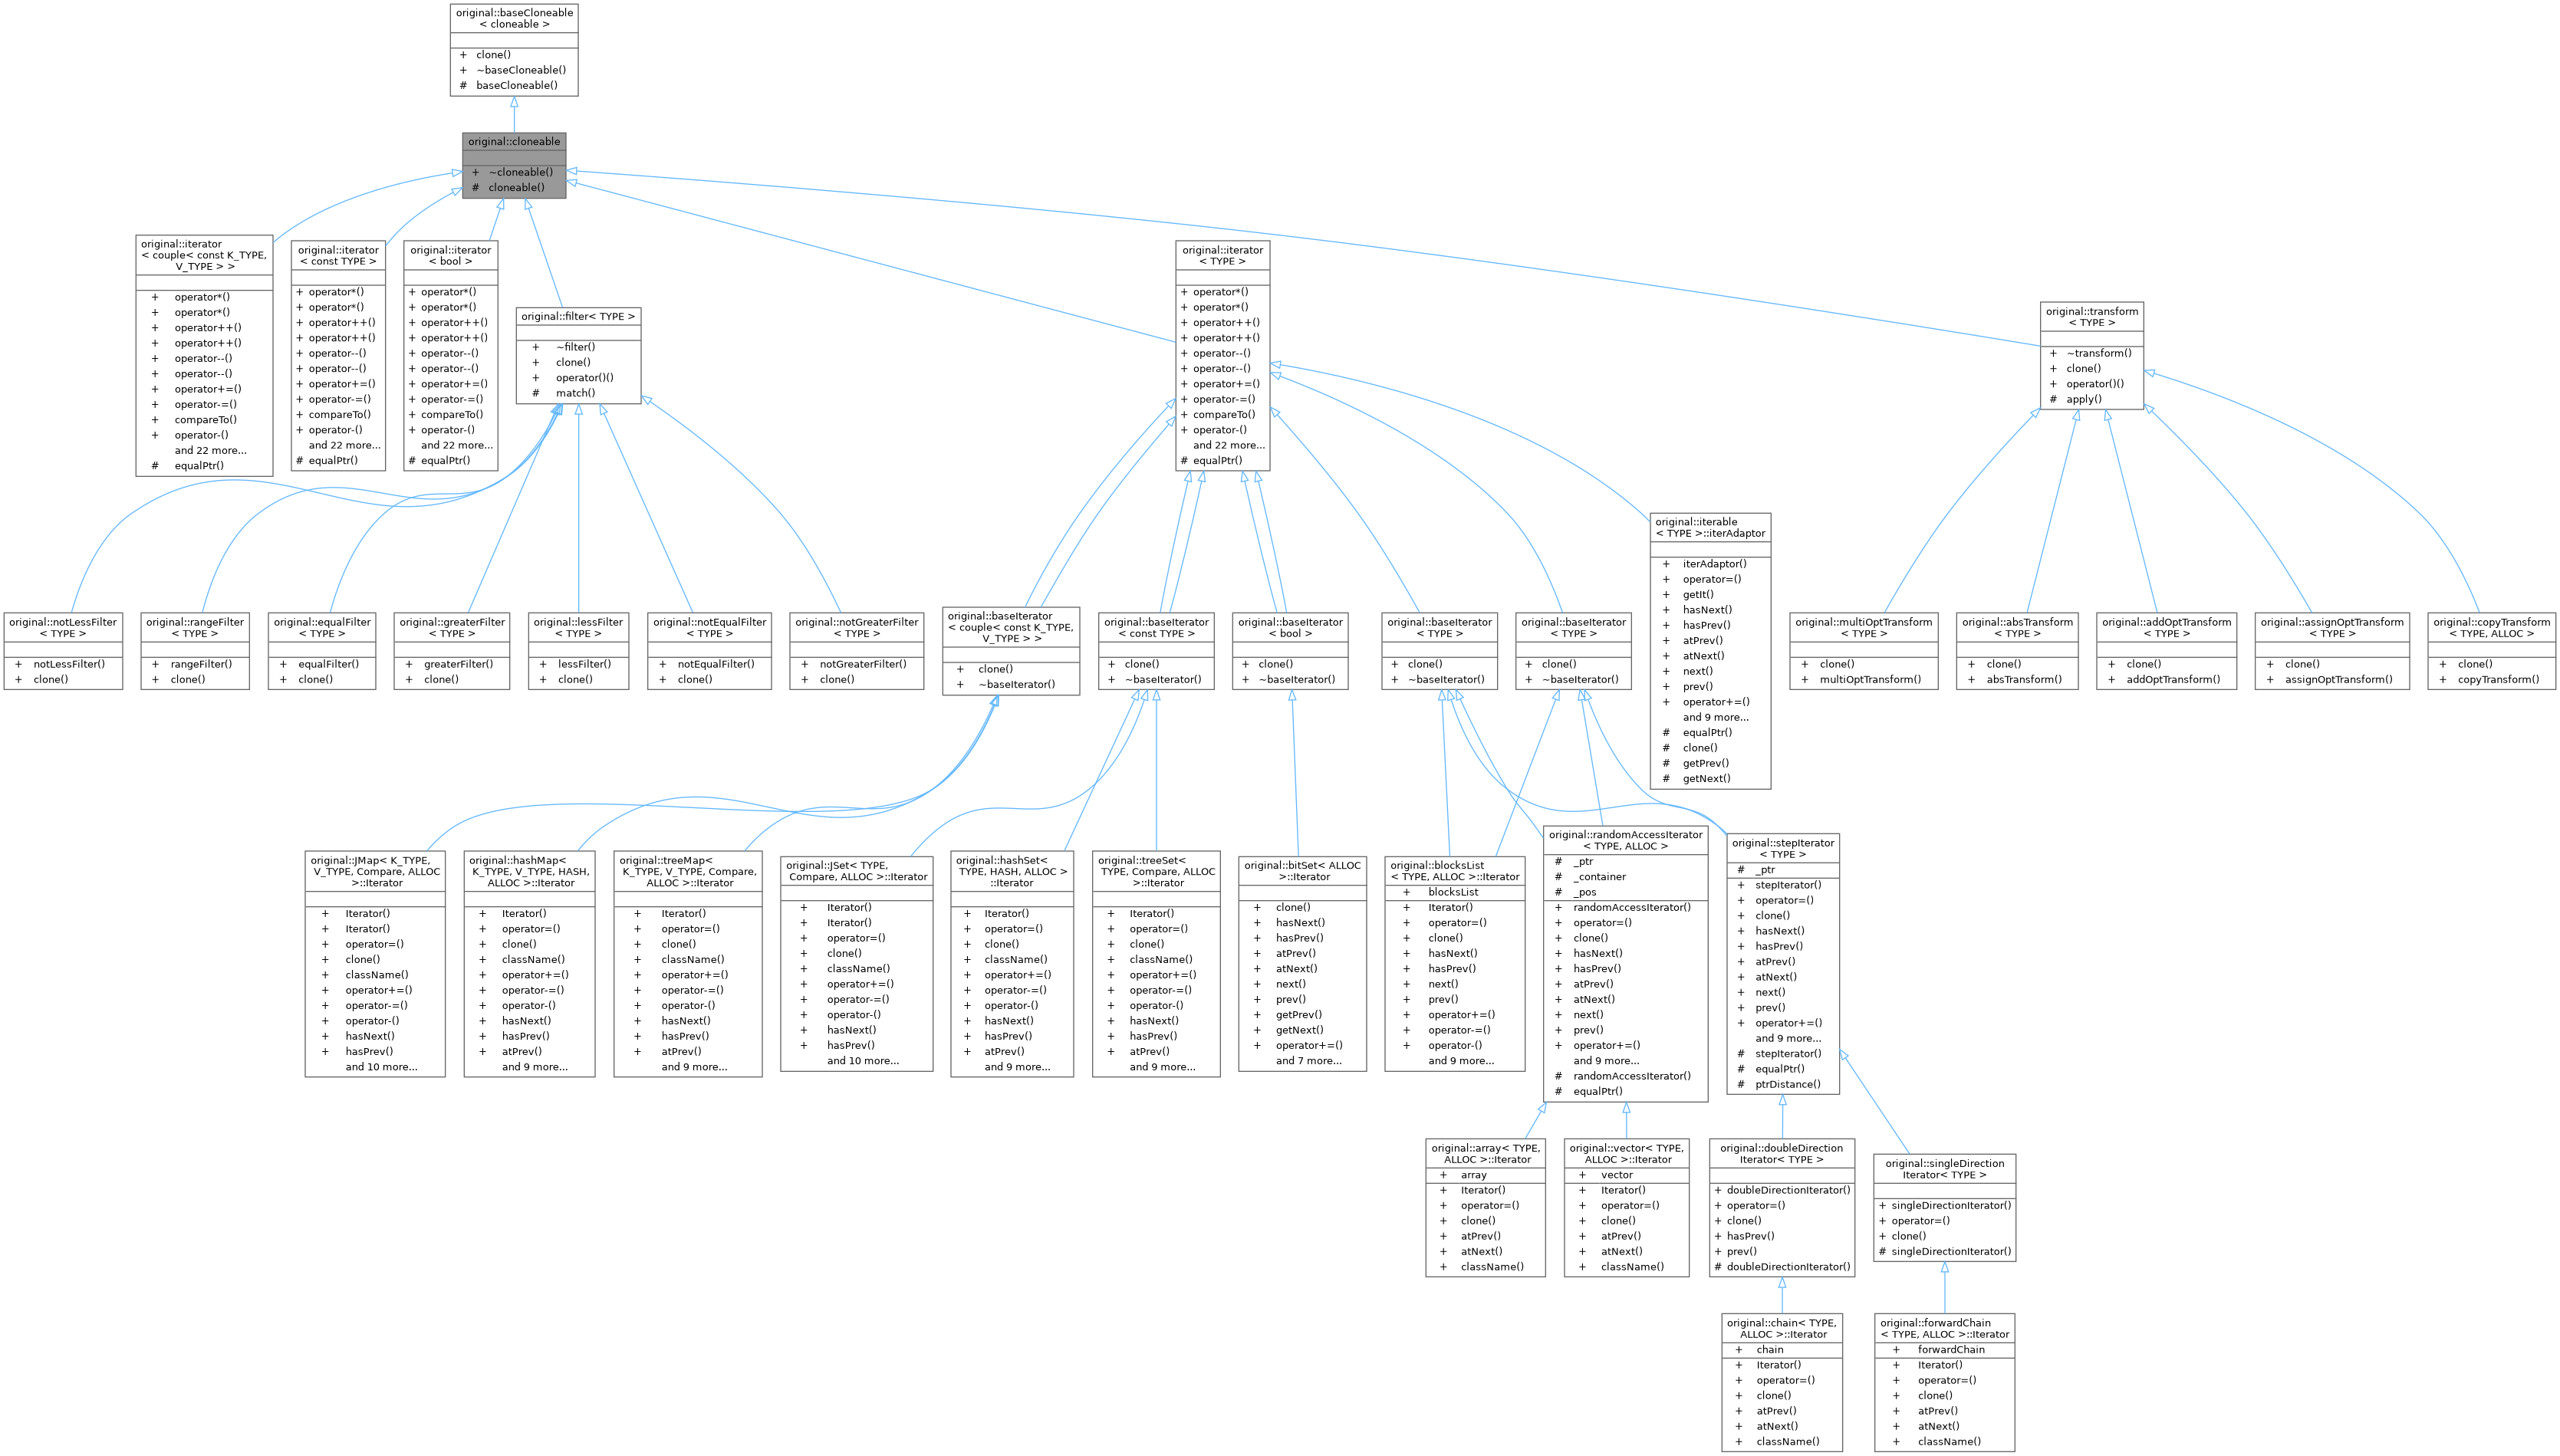 original::baseCloneable
< cloneable >
+ clone()
+ ~baseCloneable()
# baseCloneable()
original::cloneable
+ ~cloneable()
# cloneable()
original::iterator
< couple< const K_TYPE,
V_TYPE > >
+ operator*()
+ operator*()
+ operator++()
+ operator++()
+ operator--()
+ operator--()
+ operator+=()
+ operator-=()
+ compareTo()
+ operator-()
and 22 more...
# equalPtr()
original::iterator
< const TYPE >
+ operator*()
+ operator*()
+ operator++()
+ operator++()
+ operator--()
+ operator--()
+ operator+=()
+ operator-=()
+ compareTo()
+ operator-()
and 22 more...
# equalPtr()
original::iterator
< bool >
+ operator*()
+ operator*()
+ operator++()
+ operator++()
+ operator--()
+ operator--()
+ operator+=()
+ operator-=()
+ compareTo()
+ operator-()
and 22 more...
# equalPtr()
original::filter< TYPE >
+ ~filter()
+ clone()
+ operator()()
# match()
original::iterator
< TYPE >
+ operator*()
+ operator*()
+ operator++()
+ operator++()
+ operator--()
+ operator--()
+ operator+=()
+ operator-=()
+ compareTo()
+ operator-()
and 22 more...
# equalPtr()
original::transform
< TYPE >
+ ~transform()
+ clone()
+ operator()()
# apply()
original::notLessFilter
< TYPE >
+ notLessFilter()
+ clone()
original::rangeFilter
< TYPE >
+ rangeFilter()
+ clone()
original::equalFilter
< TYPE >
+ equalFilter()
+ clone()
original::greaterFilter
< TYPE >
+ greaterFilter()
+ clone()
original::lessFilter
< TYPE >
+ lessFilter()
+ clone()
original::notEqualFilter
< TYPE >
+ notEqualFilter()
+ clone()
original::notGreaterFilter
< TYPE >
+ notGreaterFilter()
+ clone()
original::baseIterator
< couple< const K_TYPE,
V_TYPE > >
+ clone()
+ ~baseIterator()
original::baseIterator
< const TYPE >
+ clone()
+ ~baseIterator()
original::baseIterator
< bool >
+ clone()
+ ~baseIterator()
original::baseIterator
< TYPE >
+ clone()
+ ~baseIterator()
original::baseIterator
< TYPE >
+ clone()
+ ~baseIterator()
original::iterable
< TYPE >::iterAdaptor
+ iterAdaptor()
+ operator=()
+ getIt()
+ hasNext()
+ hasPrev()
+ atPrev()
+ atNext()
+ next()
+ prev()
+ operator+=()
and 9 more...
# equalPtr()
# clone()
# getPrev()
# getNext()
original::multiOptTransform
< TYPE >
+ clone()
+ multiOptTransform()
original::absTransform
< TYPE >
+ clone()
+ absTransform()
original::addOptTransform
< TYPE >
+ clone()
+ addOptTransform()
original::assignOptTransform
< TYPE >
+ clone()
+ assignOptTransform()
original::copyTransform
< TYPE, ALLOC >
+ clone()
+ copyTransform()
original::JMap< K_TYPE,
V_TYPE, Compare, ALLOC
>::Iterator
+ Iterator()
+ Iterator()
+ operator=()
+ clone()
+ className()
+ operator+=()
+ operator-=()
+ operator-()
+ hasNext()
+ hasPrev()
and 10 more...
original::hashMap<
K_TYPE, V_TYPE, HASH,
ALLOC >::Iterator
+ Iterator()
+ operator=()
+ clone()
+ className()
+ operator+=()
+ operator-=()
+ operator-()
+ hasNext()
+ hasPrev()
+ atPrev()
and 9 more...
original::treeMap<
K_TYPE, V_TYPE, Compare,
ALLOC >::Iterator
+ Iterator()
+ operator=()
+ clone()
+ className()
+ operator+=()
+ operator-=()
+ operator-()
+ hasNext()
+ hasPrev()
+ atPrev()
and 9 more...
original::JSet< TYPE,
Compare, ALLOC >::Iterator
+ Iterator()
+ Iterator()
+ operator=()
+ clone()
+ className()
+ operator+=()
+ operator-=()
+ operator-()
+ hasNext()
+ hasPrev()
and 10 more...
original::hashSet<
TYPE, HASH, ALLOC >
::Iterator
+ Iterator()
+ operator=()
+ clone()
+ className()
+ operator+=()
+ operator-=()
+ operator-()
+ hasNext()
+ hasPrev()
+ atPrev()
and 9 more...
original::treeSet<
TYPE, Compare, ALLOC
>::Iterator
+ Iterator()
+ operator=()
+ clone()
+ className()
+ operator+=()
+ operator-=()
+ operator-()
+ hasNext()
+ hasPrev()
+ atPrev()
and 9 more...
original::bitSet< ALLOC
>::Iterator
+ clone()
+ hasNext()
+ hasPrev()
+ atPrev()
+ atNext()
+ next()
+ prev()
+ getPrev()
+ getNext()
+ operator+=()
and 7 more...
original::blocksList
< TYPE, ALLOC >::Iterator
+ blocksList
+ Iterator()
+ operator=()
+ clone()
+ hasNext()
+ hasPrev()
+ next()
+ prev()
+ operator+=()
+ operator-=()
+ operator-()
and 9 more...
original::randomAccessIterator
< TYPE, ALLOC >
# _ptr
# _container
# _pos
+ randomAccessIterator()
+ operator=()
+ clone()
+ hasNext()
+ hasPrev()
+ atPrev()
+ atNext()
+ next()
+ prev()
+ operator+=()
and 9 more...
# randomAccessIterator()
# equalPtr()
original::stepIterator
< TYPE >
# _ptr
+ stepIterator()
+ operator=()
+ clone()
+ hasNext()
+ hasPrev()
+ atPrev()
+ atNext()
+ next()
+ prev()
+ operator+=()
and 9 more...
# stepIterator()
# equalPtr()
# ptrDistance()
original::array< TYPE,
ALLOC >::Iterator
+ array
+ Iterator()
+ operator=()
+ clone()
+ atPrev()
+ atNext()
+ className()
original::vector< TYPE,
ALLOC >::Iterator
+ vector
+ Iterator()
+ operator=()
+ clone()
+ atPrev()
+ atNext()
+ className()
original::doubleDirection
Iterator< TYPE >
+ doubleDirectionIterator()
+ operator=()
+ clone()
+ hasPrev()
+ prev()
# doubleDirectionIterator()
original::singleDirection
Iterator< TYPE >
+ singleDirectionIterator()
+ operator=()
+ clone()
# singleDirectionIterator()
original::chain< TYPE,
ALLOC >::Iterator
+ chain
+ Iterator()
+ operator=()
+ clone()
+ atPrev()
+ atNext()
+ className()
original::forwardChain
< TYPE, ALLOC >::Iterator
+ forwardChain
+ Iterator()
+ operator=()
+ clone()
+ atPrev()
+ atNext()
+ className()